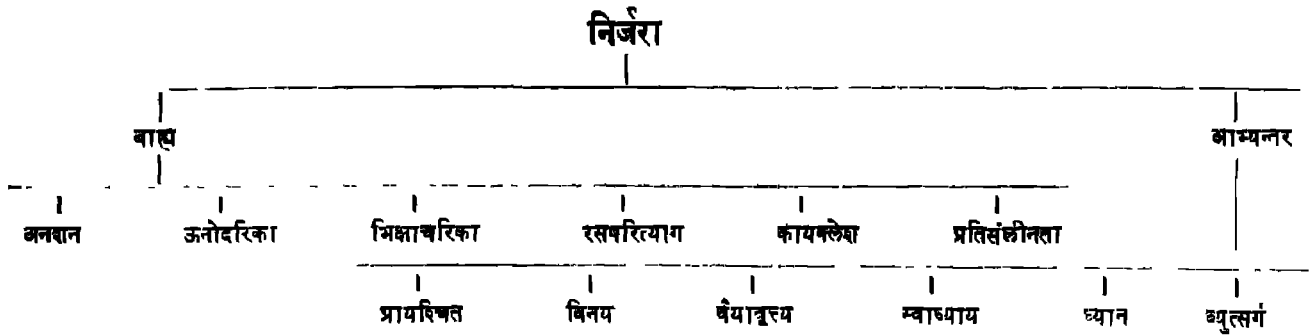 निर्जरा
बाह्य आभ्यन्तर
अनशन ऊनोदरिका भिक्षाचरिका रसपरित्याग कायक्लेश प्रतिसंलीनता
प्रायश्चित विनय वैयावृत्त्य स्वाध्याय ध्यान व्युत्सर्ग